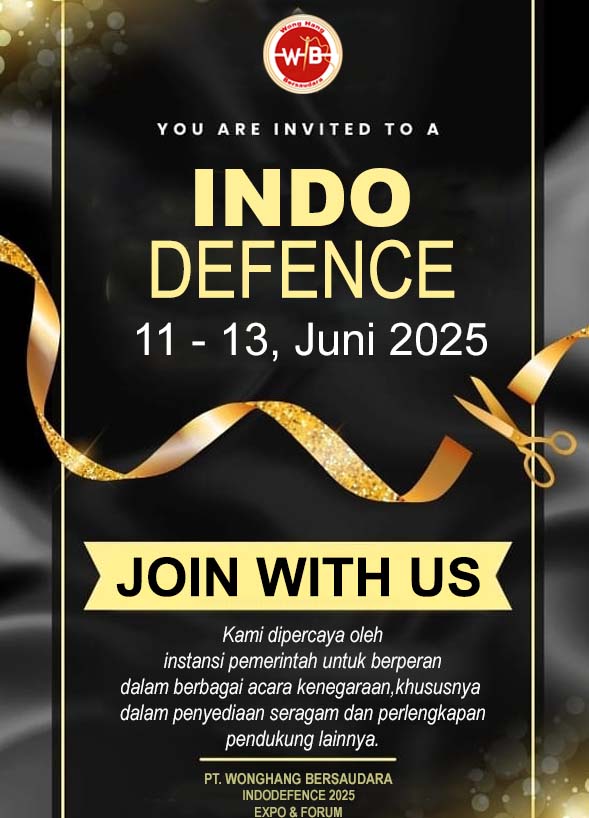 Wong Hang
WB
Bersaudara
YOU ARE INVITED TO A
INDO
DEFENCE
11 - 13, Juni 2025
JOIN WITH US
Kami dipercaya oleh
instansi pemerintah untuk berperan
dalam berbagai acara kenegaraan,khususnya
dalam penyediaan seragam dan perlengkapan
pendukung lainnya.
PT. WONGHANG BERSAUDARA
INDODEFENCE 2025
EXPO & FORUM